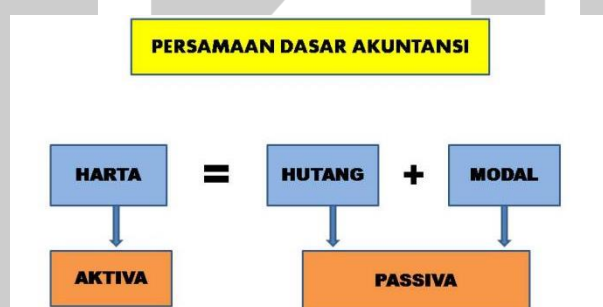 PERSAMAAN DASAR AKUNTANSI
HARTA = HUTANG + MODAL
AKTIVA PASSIVA